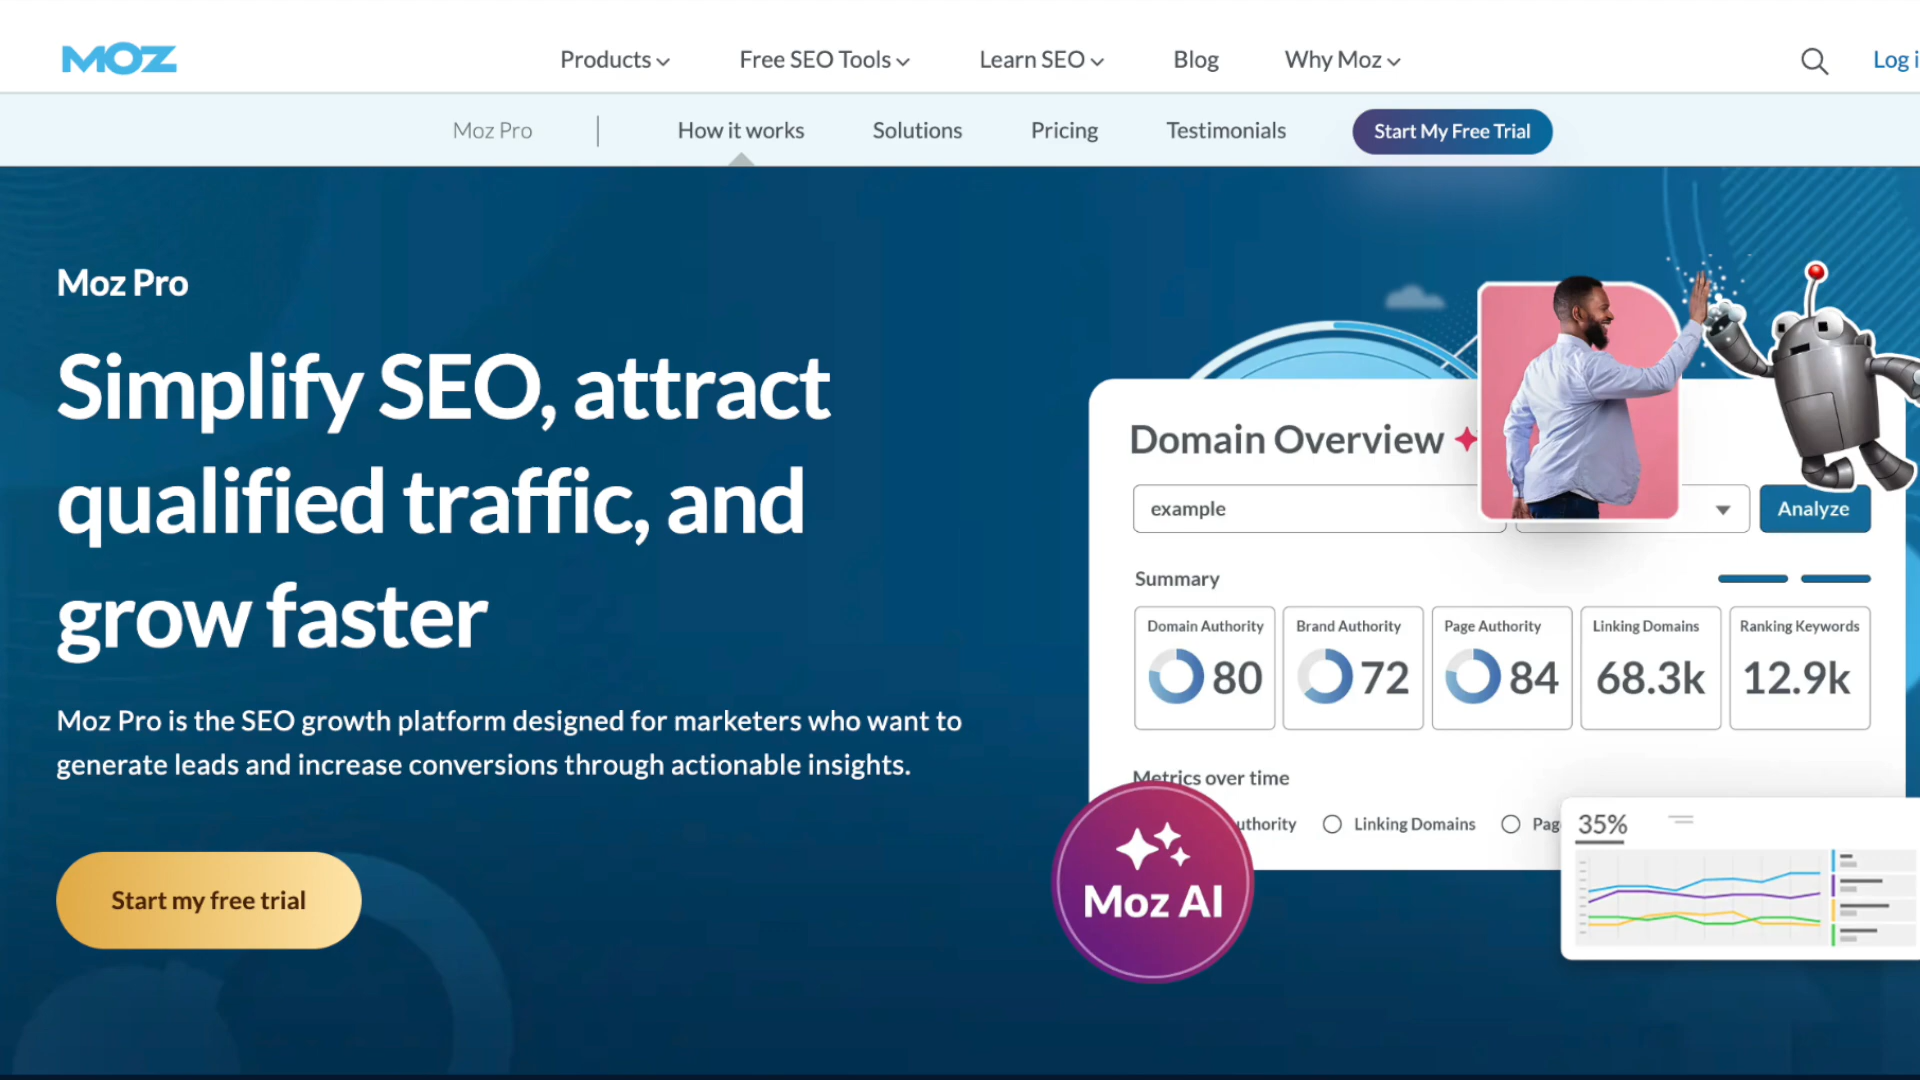 MOZ
Products
Free SEO Tools
Learn SEO
Blog
Why Moz
Log
Moz Pro
How it works
Solutions
Pricing
Testimonials
Start My Free Trial
Moz Pro
Simplify SEO, attract
qualified traffic, and
grow faster
Moz Pro is the SEO growth platform designed for marketers who want to
generate leads and increase conversions through actionable insights.
Start my free trial
Domain Overview
example
Analyze
Summary
Domain Authority
80
Brand Authority
72
Page Authority
84
Linking Domains
68.3k
Ranking Keywords
12.9k
Metrics over time
Linking Domains
Moz AI
35%